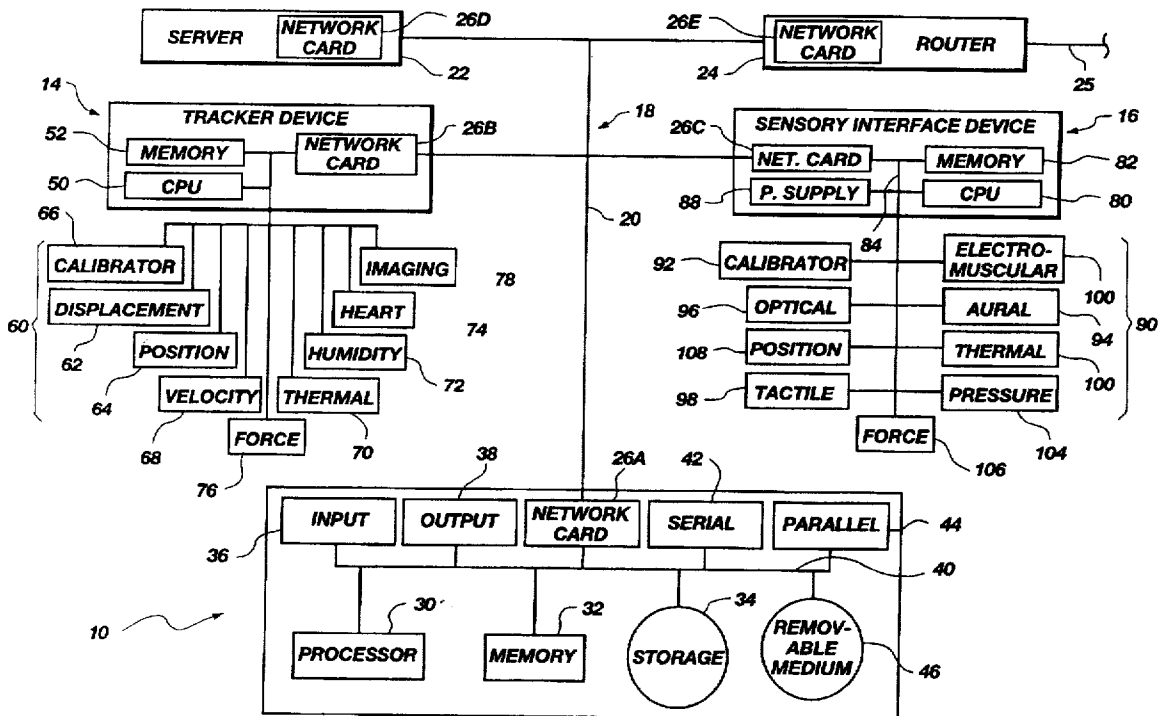 26D
26E
SERVER
NETWORK
CARD
NETWORK
CARD
ROUTER
22
24
25
14
18
16
TRACKER DEVICE
26B
52
MEMORY
NETWORK
CARD
CPU
50
26C
SENSORY INTERFACE DEVICE
NET. CARD
MEMORY
82
P. SUPPLY
CPU
88
80
84
20
66
CALIBRATOR
IMAGING
78
DISPLACEMENT
HEART
74
60
62
POSITION
HUMIDITY
72
64
VELOCITY
THERMAL
68
70
FORCE
76
92
CALIBRATOR
ELECTRO-
MUSCULAR
100
96
OPTICAL
AURAL
94
90
108
POSITION
THERMAL
100
98
TACTILE
PRESSURE
104
FORCE
106
38
26A
42
INPUT
OUTPUT
NETWORK
CARD
SERIAL
PARALLEL
44
36
40
10
30
32
34
PROCESSOR
MEMORY
STORAGE
REMOV-
ABLE
MEDIUM
46